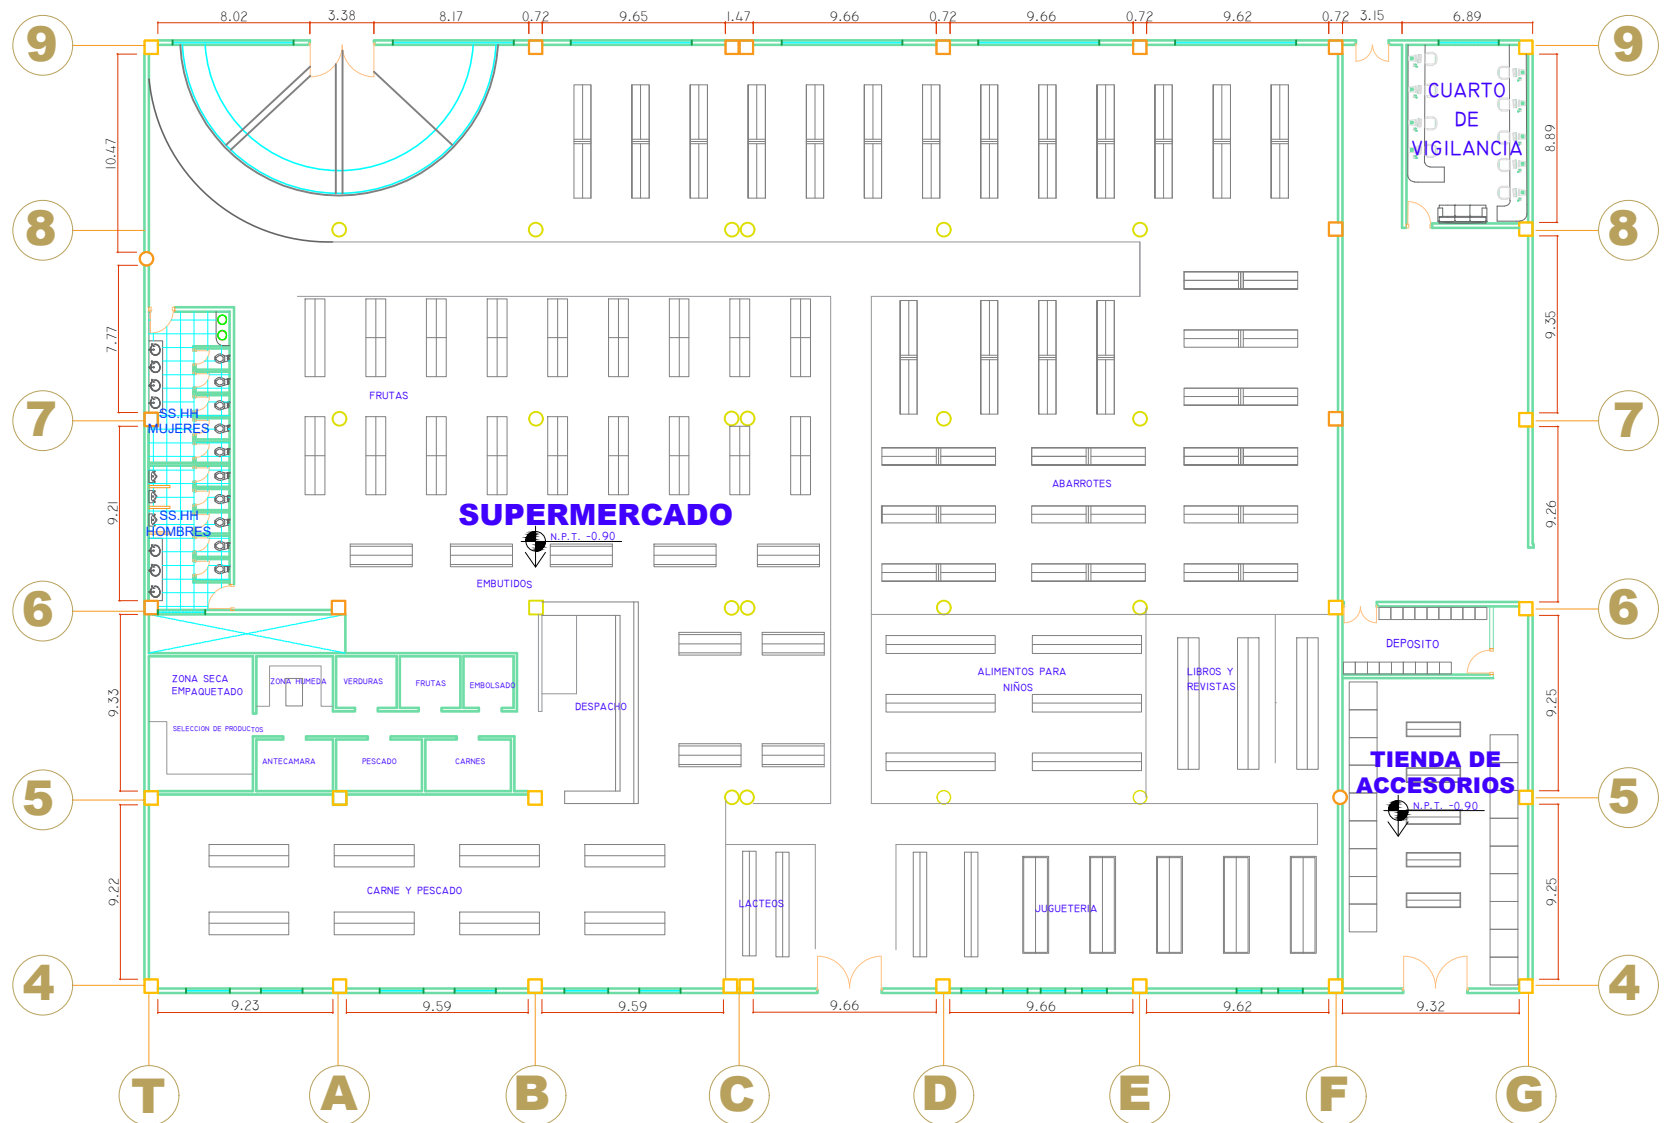 8.02 3.38 8.17 0.72 9.65 1.47 9.66 0.72 9.66 0.72 9.62 0.72 3.15 6.89
9 9
CUARTO
DE
VIGILANCIA
10.47 8.89
8 8
7.77 9.35
FRUTAS
7 7
SS.HH
MUJERES
ABARROTES
9.21 9.26
SUPERMERCADO
SS.HH
HOMBRES
N.P.T. -0.90
EMBUTIDOS
6 6
DEPOSITO
ZONA SECA
EMPAQUETADO
ZONA HUMEDA
VERDURAS
FRUTAS
EMBOLSADO
ALIMENTOS PARA
NIÑOS
LIBROS Y
REVISTAS
9.33 9.25
DESPACHO
SELECCION DE PRODUCTOS
ANTECAMARA
PESCADO
CARNES
TIENDA DE
ACCESORIOS
N.P.T. -0.90
5 5
9.22 9.25
CARNE Y PESCADO
LACTEOS
JUGUETERIA
4 4
9.23 9.59 9.59 9.66 9.66 9.62 9.32
T A B C D E F G